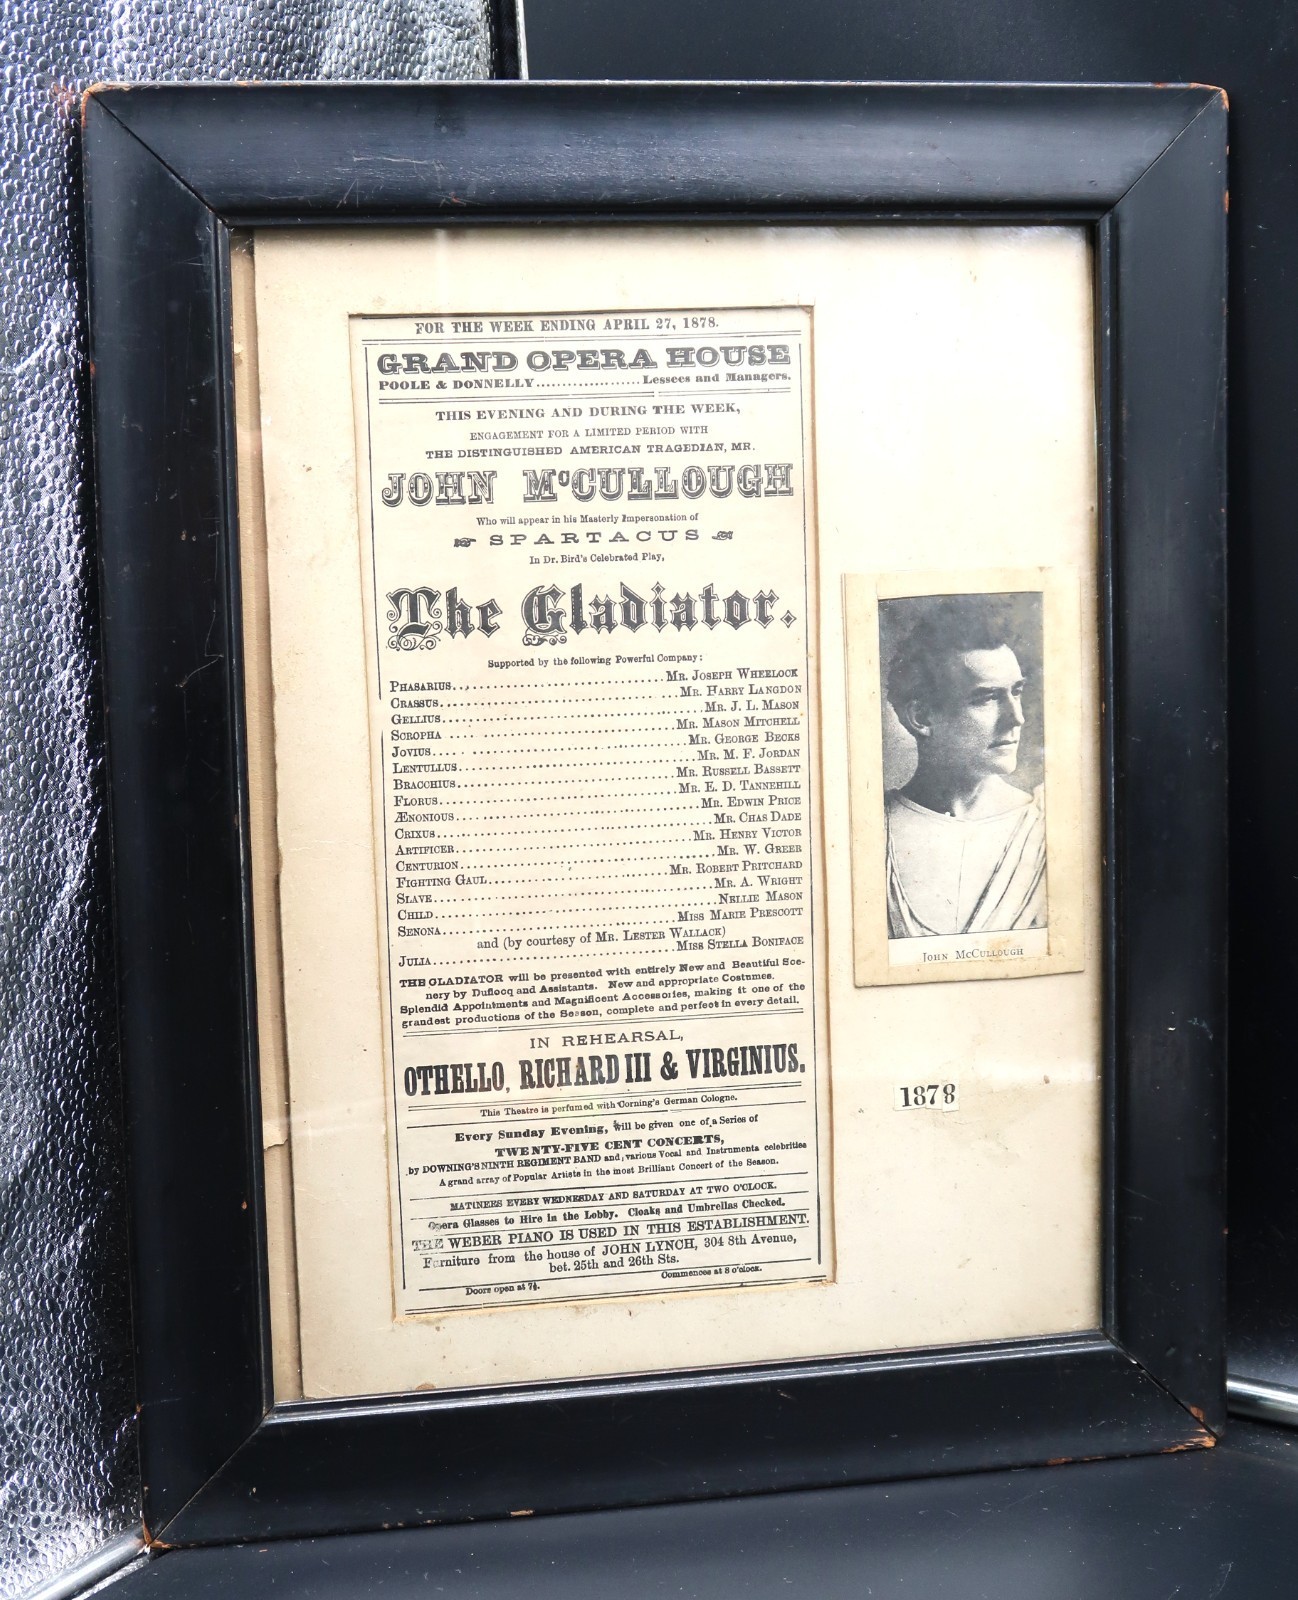 FOR THE WEEK ENDING APRIL 27, 1878.
GRAND OPERA HOUSE
POOLE & DONNELLY....................Lessees and Managers.
THIS EVENING AND DURING THE WEEK,
ENGAGEMENT FOR A LIMITED PERIOD WITH
THE DISTINGUISHED AMERICAN TRAGEDIAN, MR.
JOHN McCULLOUGH
Who will appear in his Masterly Impersonation of
SPARTACUS
In Dr. Bird's Celebrated Play,
The Gladiator.
Supported by the following Powerful Company:
PHASARIUS........................MR. JOSEPH WHEELOCK
CRASSUS........................MR. HARRY LANGDON
GELLIUS........................MR. J. L. MASON
SCROPHA........................MR. MASON MITCHELL
JOVIUS........................MR. GEORGE BECKS
LENTULLUS........................MR. M. F. JORDAN
BRACCHIUS........................MR. RUSSELL BASSETT
FLORUS........................MR. E. D. TANNEHILL
ÆNONIOUS........................MR. EDWIN PRICE
CRIXUS........................MR. CHAS DADE
ARTIFICER........................MR. HENRY VICTOR
CENTURION........................MR. W. GREER
FIGHTING GAUL........................MR. ROBERT PRITCHARD
SLAVE........................MR. A. WRIGHT
CHILD........................NELLIE MASON
SENONA........................MISS MARIE PRESCOTT
and (by courtesy of MR. LESTER WALLACK)
JULIA........................MISS STELLA BONIFACE
THE GLADIATOR will be presented with entirely New and Beautiful Sce-
nery by Duflocq and Assistants. New and appropriate Costumes.
Splendid Appointments and Magnificent Accessories, making it one of the
grandest productions of the Season, complete and perfect in every detail.
IN REHEARSAL,
OTHELLO, RICHARD III & VIRGINIUS.
This Theatre is perfumed with Corning's German Cologne.
Every Sunday Evening, will be given one of a Series of
TWENTY-FIVE CENT CONCERTS,
by DOWNING'S NINTH REGIMENT BAND and various Vocal and Instrumenta celebrities
A grand array of Popular Artists in the most Brilliant Concert of the Season.
MATINEES EVERY WEDNESDAY AND SATURDAY AT TWO O'CLOCK.
Opera Glasses to Hire in the Lobby. Cloaks and Umbrellas Checked.
THE WEBER PIANO IS USED IN THIS ESTABLISHMENT.
Furniture from the house of JOHN LYNCH, 304 8th Avenue,
bet. 25th and 26th Sts.
Doors open at 7½. Commences at 8 o'clock.
JOHN McCULLOUGH
1878